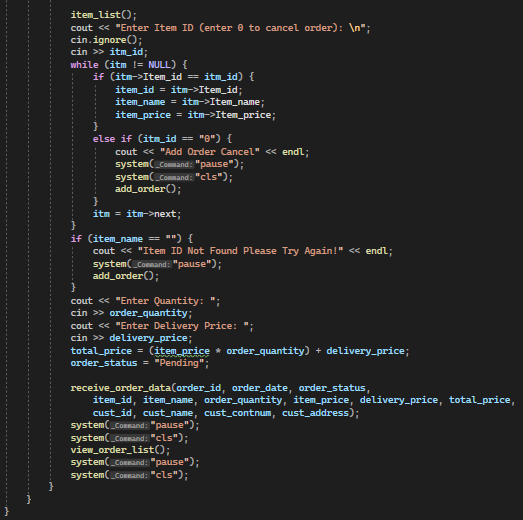 item_list();
cout << "Enter Item ID (enter 0 to cancel order): \n";
cin.ignore();
cin >> itm_id;
while (itm != NULL) {
if (itm->Item_id == itm_id) {
item_id = itm->Item_id;
item_name = itm->Item_name;
item_price = itm->Item_price;
}
else if (itm_id == "0") {
cout << "Add Order Cancel" << endl;
system(_Command:"pause");
system(_Command:"cls");
add_order();
}
itm = itm->next;
}
if (item_name == "") {
cout << "Item ID Not Found Please Try Again!" << endl;
system(_Command:"pause");
add_order();
}
cout << "Enter Quantity: ";
cin >> order_quantity;
cout << "Enter Delivery Price: ";
cin >> delivery_price;
total_price = (item_price * order_quantity) + delivery_price;
order_status = "Pending";
receive_order_data(order_id, order_date, order_status,
item_id, item_name, order_quantity, item_price, delivery_price, total_price,
cust_id, cust_name, cust_contnum, cust_address);
system(_Command:"pause");
system(_Command:"cls");
view_order_list();
system(_Command:"pause");
system(_Command:"cls");
}
}
}